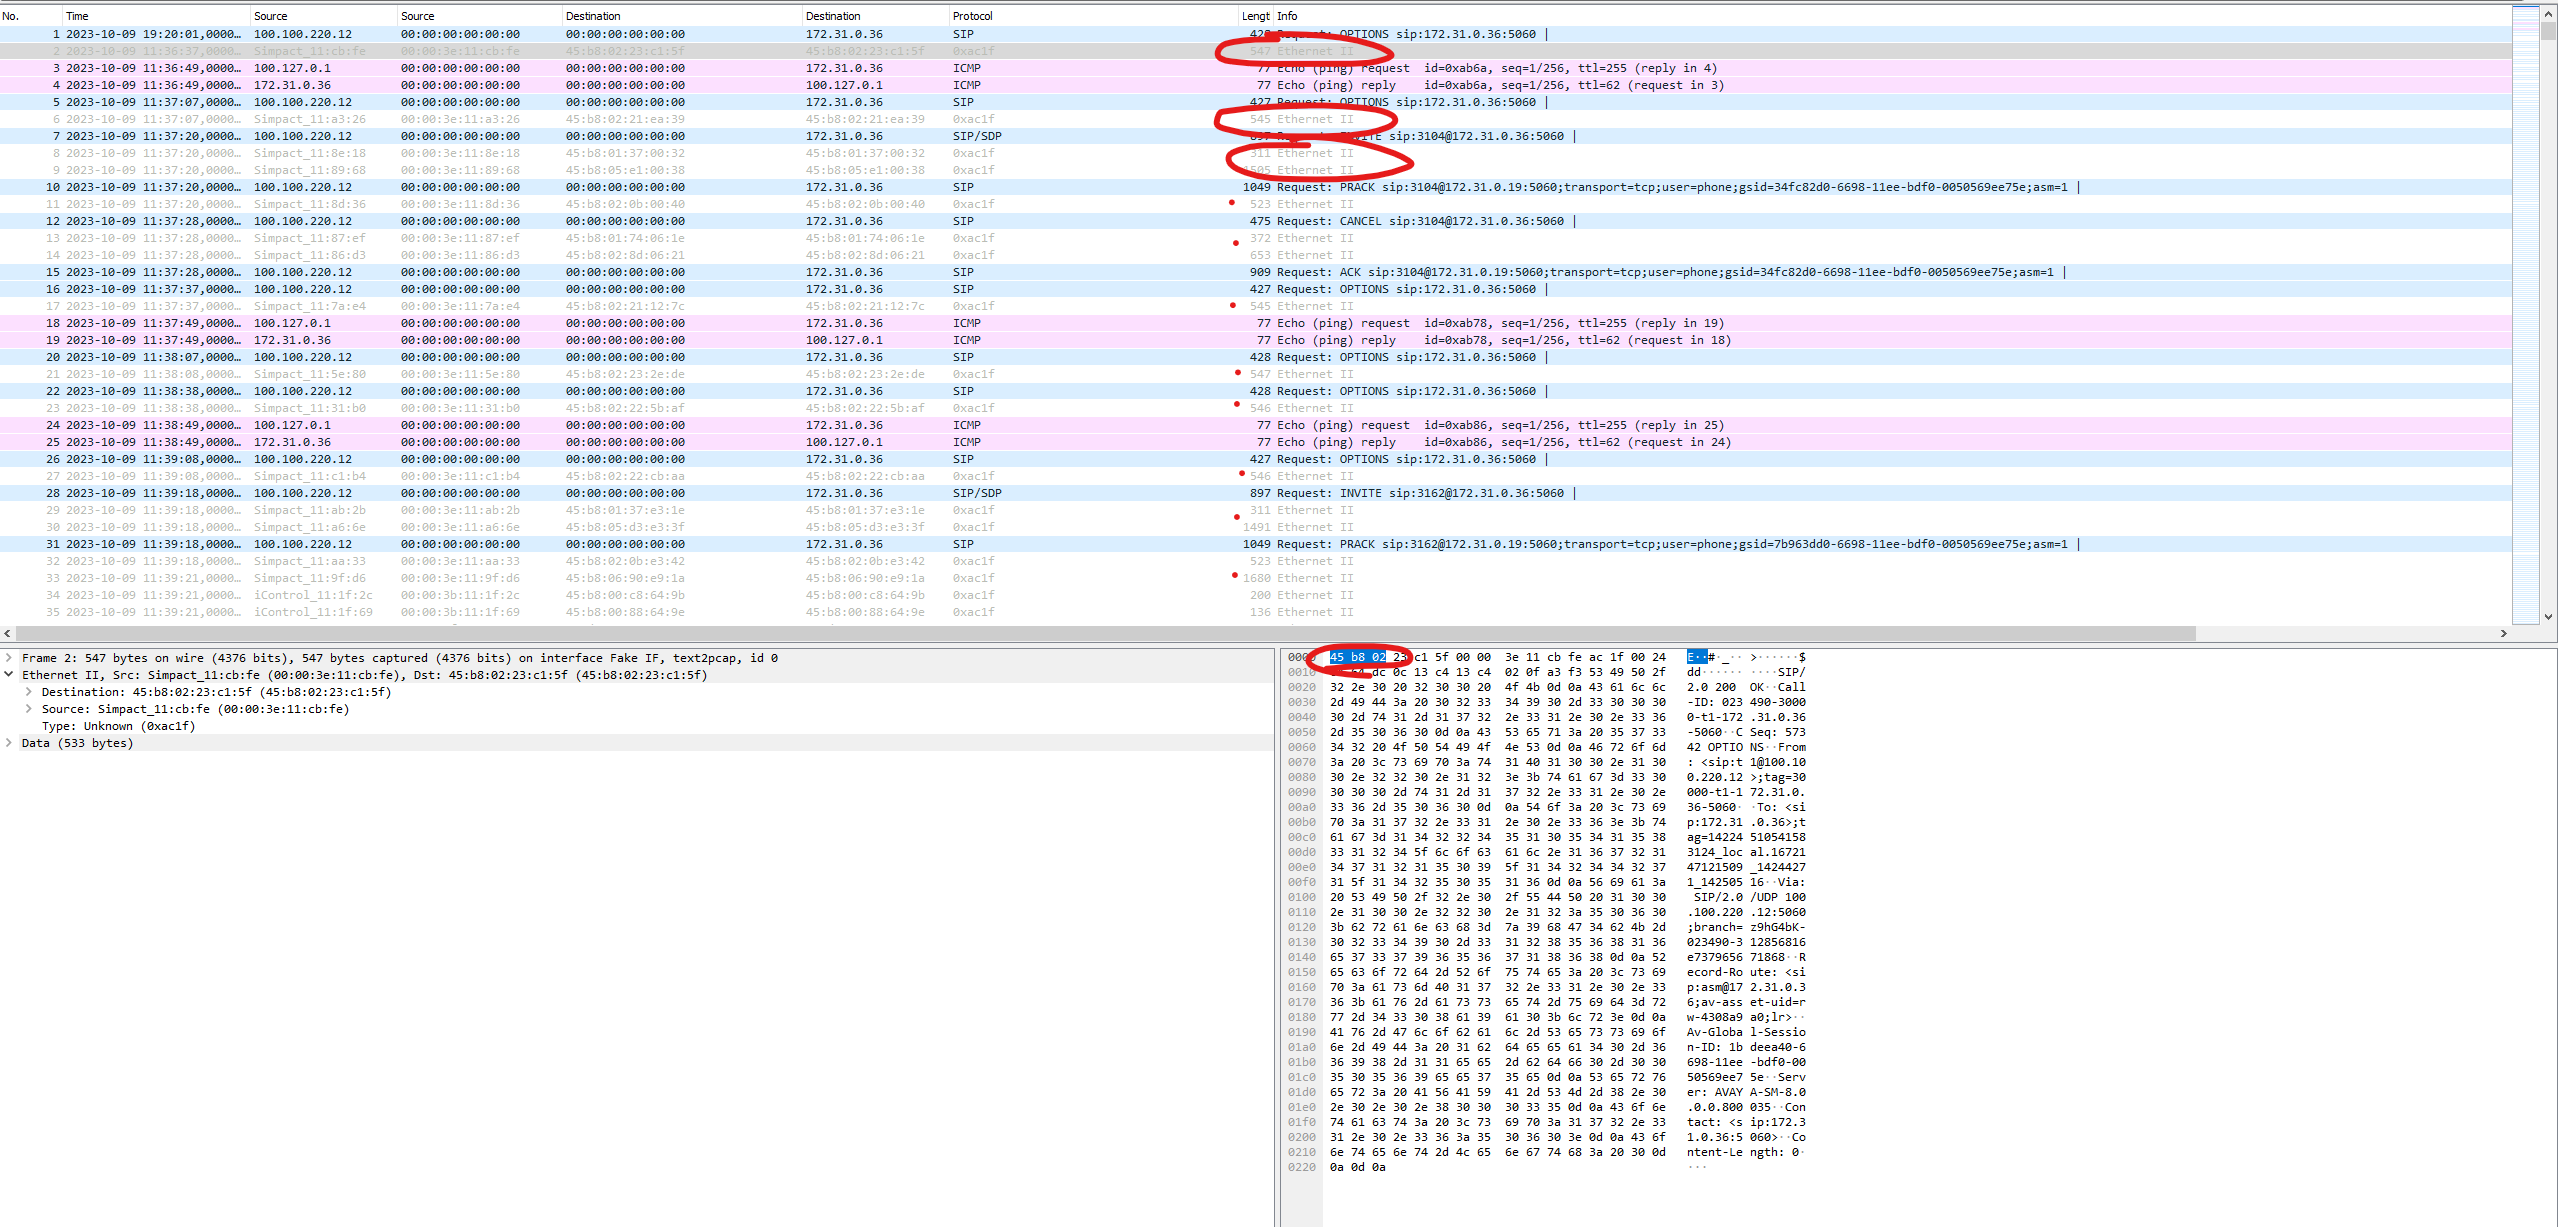 No. Time Source Source Destination Destination Protocol Lengt Info
1 2023-10-09 19:20:01,0000… 100.100.220.12 00:00:00:00:00:00 00:00:00:00:00:00 172.31.0.36 SIP OPTIONS sip:172.31.0.36:5060 |
2 2023-10-09 11:36:37,0000… Simpact_11:cb:fe 00:00:3e:11:cb:fe 45:b8:02:23:c1:5f 45:b8:02:23:c1:5f 0xac1f 547 Ethernet II
3 2023-10-09 11:36:49,0000… 100.127.0.1 00:00:00:00:00:00 00:00:00:00:00:00 172.31.0.36 ICMP 77 Echo (ping) request id=0xab6a, seq=1/256, ttl=255 (reply in 4)
4 2023-10-09 11:36:49,0000… 172.31.0.36 00:00:00:00:00:00 00:00:00:00:00:00 100.127.0.1 ICMP 77 Echo (ping) reply id=0xab6a, seq=1/256, ttl=62 (request in 3)
5 2023-10-09 11:37:07,0000… 100.100.220.12 00:00:00:00:00:00 00:00:00:00:00:00 172.31.0.36 SIP 427 Request: OPTIONS sip:172.31.0.36:5060 |
6 2023-10-09 11:37:07,0000… Simpact_11:a3:26 00:00:3e:11:a3:26 45:b8:02:21:ea:39 45:b8:02:21:ea:39 0xac1f 545 Ethernet II
7 2023-10-09 11:37:20,0000… 100.100.220.12 00:00:00:00:00:00 00:00:00:00:00:00 172.31.0.36 SIP/SDP 897 Request: INVITE sip:3104@172.31.0.36:5060 |
8 2023-10-09 11:37:20,0000… Simpact_11:8e:18 00:00:3e:11:8e:18 45:b8:01:37:00:32 45:b8:01:37:00:32 0xac1f 311 Ethernet II
9 2023-10-09 11:37:20,0000… Simpact_11:89:68 00:00:3e:11:89:68 45:b8:05:e1:00:38 45:b8:05:e1:00:38 0xac1f 1505 Ethernet II
10 2023-10-09 11:37:20,0000… 100.100.220.12 00:00:00:00:00:00 00:00:00:00:00:00 172.31.0.36 SIP 1049 Request: PRACK sip:3104@172.31.0.19:5060;transport=tcp;user=phone;gsid=34fc82d0-6698-11ee-bdf0-0050569ee75e;asm=1 |
11 2023-10-09 11:37:20,0000… Simpact_11:8d:36 00:00:3e:11:8d:36 45:b8:02:0b:00:40 45:b8:02:0b:00:40 0xac1f 523 Ethernet II
12 2023-10-09 11:37:28,0000… 100.100.220.12 00:00:00:00:00:00 00:00:00:00:00:00 172.31.0.36 SIP 475 Request: CANCEL sip:3104@172.31.0.36:5060 |
13 2023-10-09 11:37:28,0000… Simpact_11:87:ef 00:00:3e:11:87:ef 45:b8:01:74:06:1e 45:b8:01:74:06:1e 0xac1f 372 Ethernet II
14 2023-10-09 11:37:28,0000… Simpact_11:86:d3 00:00:3e:11:86:d3 45:b8:02:8d:06:21 45:b8:02:8d:06:21 0xac1f 653 Ethernet II
15 2023-10-09 11:37:28,0000… 100.100.220.12 00:00:00:00:00:00 00:00:00:00:00:00 172.31.0.36 SIP 909 Request: ACK sip:3104@172.31.0.19:5060;transport=tcp;user=phone;gsid=34fc82d0-6698-11ee-bdf0-0050569ee75e;asm=1 |
16 2023-10-09 11:37:37,0000… 100.100.220.12 00:00:00:00:00:00 00:00:00:00:00:00 172.31.0.36 SIP 427 Request: OPTIONS sip:172.31.0.36:5060 |
17 2023-10-09 11:37:37,0000… Simpact_11:7a:e4 00:00:3e:11:7a:e4 45:b8:02:21:12:7c 45:b8:02:21:12:7c 0xac1f 545 Ethernet II
18 2023-10-09 11:37:49,0000… 100.127.0.1 00:00:00:00:00:00 00:00:00:00:00:00 172.31.0.36 ICMP 77 Echo (ping) request id=0xab78, seq=1/256, ttl=255 (reply in 19)
19 2023-10-09 11:37:49,0000… 172.31.0.36 00:00:00:00:00:00 00:00:00:00:00:00 100.127.0.1 ICMP 77 Echo (ping) reply id=0xab78, seq=1/256, ttl=62 (request in 18)
20 2023-10-09 11:38:07,0000… 100.100.220.12 00:00:00:00:00:00 00:00:00:00:00:00 172.31.0.36 SIP 428 Request: OPTIONS sip:172.31.0.36:5060 |
21 2023-10-09 11:38:08,0000… Simpact_11:5e:80 00:00:3e:11:5e:80 45:b8:02:23:2e:de 45:b8:02:23:2e:de 0xac1f 547 Ethernet II
22 2023-10-09 11:38:38,0000… 100.100.220.12 00:00:00:00:00:00 00:00:00:00:00:00 172.31.0.36 SIP 428 Request: OPTIONS sip:172.31.0.36:5060 |
23 2023-10-09 11:38:38,0000… Simpact_11:31:b0 00:00:3e:11:31:b0 45:b8:02:22:5b:af 45:b8:02:22:5b:af 0xac1f 546 Ethernet II
24 2023-10-09 11:38:49,0000… 100.127.0.1 00:00:00:00:00:00 00:00:00:00:00:00 172.31.0.36 ICMP 77 Echo (ping) request id=0xab86, seq=1/256, ttl=255 (reply in 25)
25 2023-10-09 11:38:49,0000… 172.31.0.36 00:00:00:00:00:00 00:00:00:00:00:00 100.127.0.1 ICMP 77 Echo (ping) reply id=0xab86, seq=1/256, ttl=62 (request in 24)
26 2023-10-09 11:39:08,0000… 100.100.220.12 00:00:00:00:00:00 00:00:00:00:00:00 172.31.0.36 SIP 427 Request: OPTIONS sip:172.31.0.36:5060 |
27 2023-10-09 11:39:08,0000… Simpact_11:c1:b4 00:00:3e:11:c1:b4 45:b8:02:22:cb:aa 45:b8:02:22:cb:aa 0xac1f 546 Ethernet II
28 2023-10-09 11:39:18,0000… 100.100.220.12 00:00:00:00:00:00 00:00:00:00:00:00 172.31.0.36 SIP/SDP 897 Request: INVITE sip:3162@172.31.0.36:5060 |
29 2023-10-09 11:39:18,0000… Simpact_11:ab:2b 00:00:3e:11:ab:2b 45:b8:01:37:e3:1e 45:b8:01:37:e3:1e 0xac1f 311 Ethernet II
30 2023-10-09 11:39:18,0000… Simpact_11:a6:6e 00:00:3e:11:a6:6e 45:b8:05:d3:e3:3f 45:b8:05:d3:e3:3f 0xac1f 1491 Ethernet II
31 2023-10-09 11:39:18,0000… 100.100.220.12 00:00:00:00:00:00 00:00:00:00:00:00 172.31.0.36 SIP 1049 Request: PRACK sip:3162@172.31.0.19:5060;transport=tcp;user=phone;gsid=7b963dd0-6698-11ee-bdf0-0050569ee75e;asm=1 |
32 2023-10-09 11:39:18,0000… Simpact_11:aa:33 00:00:3e:11:aa:33 45:b8:02:0b:e3:42 45:b8:02:0b:e3:42 0xac1f 523 Ethernet II
33 2023-10-09 11:39:21,0000… Simpact_11:9f:d6 00:00:3e:11:9f:d6 45:b8:06:90:e9:1a 45:b8:06:90:e9:1a 0xac1f 1680 Ethernet II
34 2023-10-09 11:39:21,0000… iControl_11:1f:2c 00:00:3b:11:1f:2c 45:b8:00:c8:64:9b 45:b8:00:c8:64:9b 0xac1f 200 Ethernet II
35 2023-10-09 11:39:21,0000… iControl_11:1f:69 00:00:3b:11:1f:69 45:b8:00:88:64:9e 45:b8:00:88:64:9e 0xac1f 136 Ethernet II
Frame 2: 547 bytes on wire (4376 bits), 547 bytes captured (4376 bits) on interface Fake IF, text2pcap, id 0
Ethernet II, Src: Simpact_11:cb:fe (00:00:3e:11:cb:fe), Dst: 45:b8:02:23:c1:5f (45:b8:02:23:c1:5f)
Destination: 45:b8:02:23:c1:5f (45:b8:02:23:c1:5f)
Source: Simpact_11:cb:fe (00:00:3e:11:cb:fe)
Type: Unknown (0xac1f)
Data (533 bytes)
0000 45 b8 02 23 c1 5f 00 00 3e 11 cb fe ac 1f 00 24 E··#·_·· >······$
0010 64 dc 0c 13 c4 13 c4 02 0f a3 f3 53 49 50 2f dd······ ····SIP/
0020 32 2e 30 20 32 30 30 20 4f 4b 0d 0a 43 61 6c 6c 2.0 200 OK··Call
0030 2d 49 44 3a 20 30 32 33 34 39 30 2d 33 30 30 30 -ID: 023 490-3000
0040 30 2d 74 31 2d 31 37 32 2e 33 31 2e 30 2e 33 36 0-t1-172 .31.0.36
0050 2d 35 30 36 30 0d 0a 43 53 65 71 3a 20 35 37 33 -5060··C Seq: 573
0060 34 32 20 4f 50 54 49 4f 4e 53 0d 0a 46 72 6f 6d 42 OPTIO NS··From
0070 3a 20 3c 73 69 70 3a 74 31 40 31 30 30 2e 31 30 : <sip:t 1@100.10
0080 30 2e 32 32 30 2e 31 32 3e 3b 74 61 67 3d 33 30 0.220.12 >;tag=30
0090 30 30 30 2d 74 31 2d 31 37 32 2e 33 31 2e 30 2e 000-t1-1 72.31.0.
00a0 33 36 2d 35 30 36 30 0d 0a 54 6f 3a 20 3c 73 69 36-5060· ·To: <si
00b0 70 3a 31 37 32 2e 33 31 2e 30 2e 33 36 3e 3b 74 p:172.31 .0.36>;t
00c0 61 67 3d 31 34 32 32 34 35 31 30 35 34 31 35 38 ag=14224 51054158
00d0 33 31 32 34 5f 6c 6f 63 61 6c 2e 31 36 37 32 31 3124_loc al.16721
00e0 34 37 31 32 31 35 30 39 5f 31 34 32 34 34 32 37 47121509 _1424427
00f0 31 5f 31 34 32 35 30 35 31 36 0d 0a 56 69 61 3a 1_142505 16··Via:
0100 20 53 49 50 2f 32 2e 30 2f 55 44 50 20 31 30 30 SIP/2.0 /UDP 100
0110 2e 31 30 30 2e 32 32 30 2e 31 32 3a 35 30 36 30 .100.220 .12:5060
0120 3b 62 72 61 6e 63 68 3d 7a 39 68 47 34 62 4b 2d ;branch= z9hG4bK-
0130 30 32 33 34 39 30 2d 33 31 32 38 35 36 38 31 36 023490-3 12856816
0140 65 37 33 37 39 36 35 36 37 31 38 36 38 0d 0a 52 e7379656 71868··R
0150 65 63 6f 72 64 2d 52 6f 75 74 65 3a 20 3c 73 69 ecord-Ro ute: <si
0160 70 3a 61 73 6d 40 31 37 32 2e 33 31 2e 30 2e 33 p:asm@17 2.31.0.3
0170 36 3b 61 76 2d 61 73 73 65 74 2d 75 69 64 3d 72 6;av-ass et-uid=r
0180 77 2d 34 33 30 38 61 39 61 30 3b 6c 72 3e 0d 0a w-4308a9 a0;lr>··
0190 41 76 2d 47 6c 6f 62 61 6c 2d 53 65 73 73 69 6f Av-Globa l-Sessio
01a0 6e 2d 49 44 3a 20 31 62 64 65 65 61 34 30 2d 36 n-ID: 1b deea40-6
01b0 36 39 38 2d 31 31 65 65 2d 62 64 66 30 2d 30 30 698-11ee -bdf0-00
01c0 35 30 35 36 39 65 65 37 35 65 0d 0a 53 65 72 76 50569ee7 5e··Serv
01d0 65 72 3a 20 41 56 41 59 41 2d 53 4d 2d 38 2e 30 er: AVAY A-SM-8.0
01e0 2e 30 2e 30 2e 38 30 30 30 33 35 0d 0a 43 6f 6e .0.0.800 035··Con
01f0 74 61 63 74 3a 20 3c 73 69 70 3a 31 37 32 2e 33 tact: <s ip:172.3
0200 31 2e 30 2e 33 36 3a 35 30 36 30 3e 0d 0a 43 6f 1.0.36:5 060>··Co
0210 6e 74 65 6e 74 2d 4c 65 6e 67 74 68 3a 20 30 0d ntent-Le ngth: 0·
0220 0a 0d 0a ···